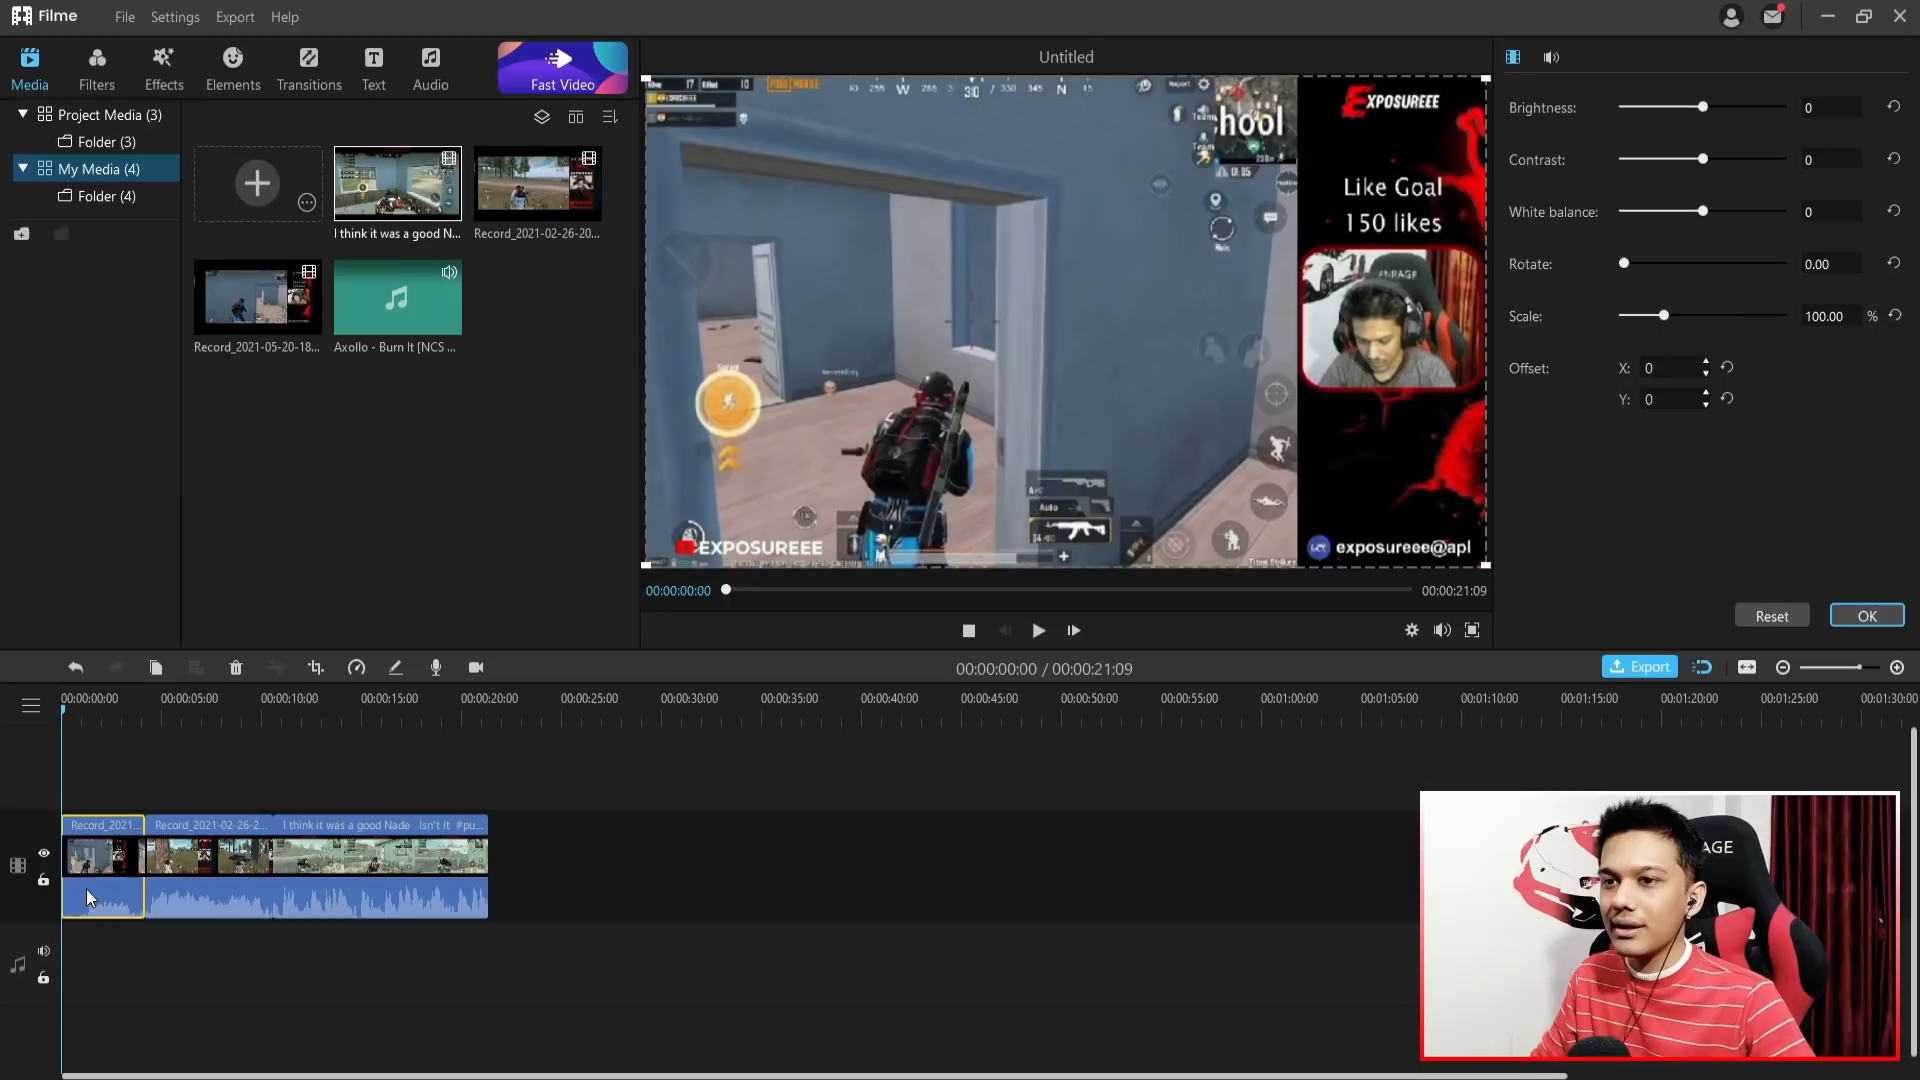 Filme
File Settings Export Help
Media Filters Effects Elements Transitions Text Audio Fast Video
Untitled
Project Media (3)
Folder (3)
My Media (4)
Folder (4)
I think it was a good N...
Record_2021-02-26-20...
Record_2021-05-20-18...
Axollo - Burn It [NCS ...
EXPOSUREEE
Like Goal
150 likes
hool
EXPOSUREEE
exposureee@apl
Brightness: 0
Contrast: 0
White balance: 0
Rotate: 0.00
Scale: 100.00 %
Offset: X: 0
Y: 0
Reset OK
00:00:00:00 00:00:21:09
00:00:00:00 / 00:00:21:09
Export
00:00:00:00 00:00:05:00 00:00:10:00 00:00:15:00 00:00:20:00 00:00:25:00 00:00:30:00 00:00:35:00 00:00:40:00 00:00:45:00 00:00:50:00 00:00:55:00 00:01:00:00 00:01:05:00 00:01:10:00 00:01:15:00 00:01:20:00 00:01:25:00 00:01:30:00
Record_2021... Record_2021-02-26-2... I think it was a good Nade Isn't it #pu...
AGE